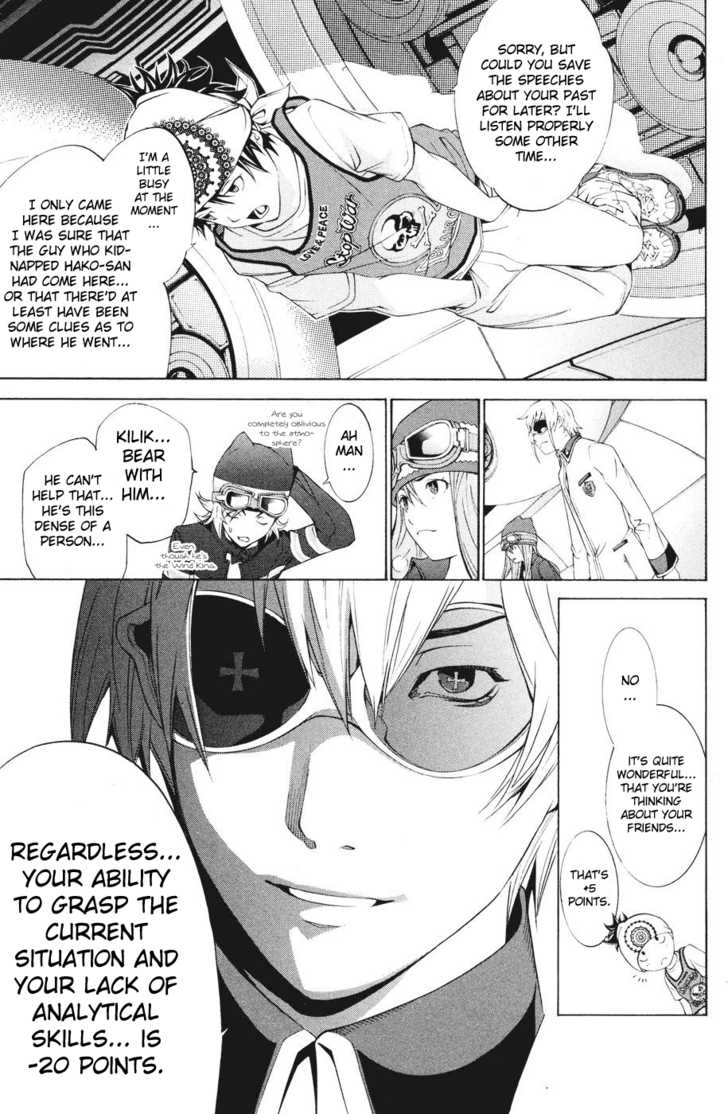 SORRY, BUT
COULD YOU SAVE
THE SPEECHES
ABOUT YOUR PAST
FOR LATER? I'LL
LISTEN PROPERLY
SOME OTHER
TIME...
I'M A
LITTLE
BUSY
AT THE
MOMENT
...
I ONLY CAME
HERE BECAUSE
I WAS SURE THAT
THE GUY WHO KID-
NAPPED HAKO-SAN
HAD COME HERE...
OR THAT THERE'D AT
LEAST HAVE BEEN
SOME CLUES AS TO
WHERE HE WENT...
LOVE & PEACE
Stop War
AH
MAN
...
Are you
completely oblivious
to the atmo-
sphere?
KILIK...
BEAR
WITH
HIM...
HE CAN'T
HELP THAT...
HE'S THIS
DENSE OF A
PERSON...
Even
though he's
the Wind King.
NO
...
IT'S QUITE
WONDERFUL...
THAT YOU'RE
THINKING
ABOUT YOUR
FRIENDS...
THAT'S
+5
POINTS.
REGARDLESS...
YOUR ABILITY
TO GRASP THE
CURRENT
SITUATION AND
YOUR LACK OF
ANALYTICAL
SKILLS... IS
-20 POINTS.